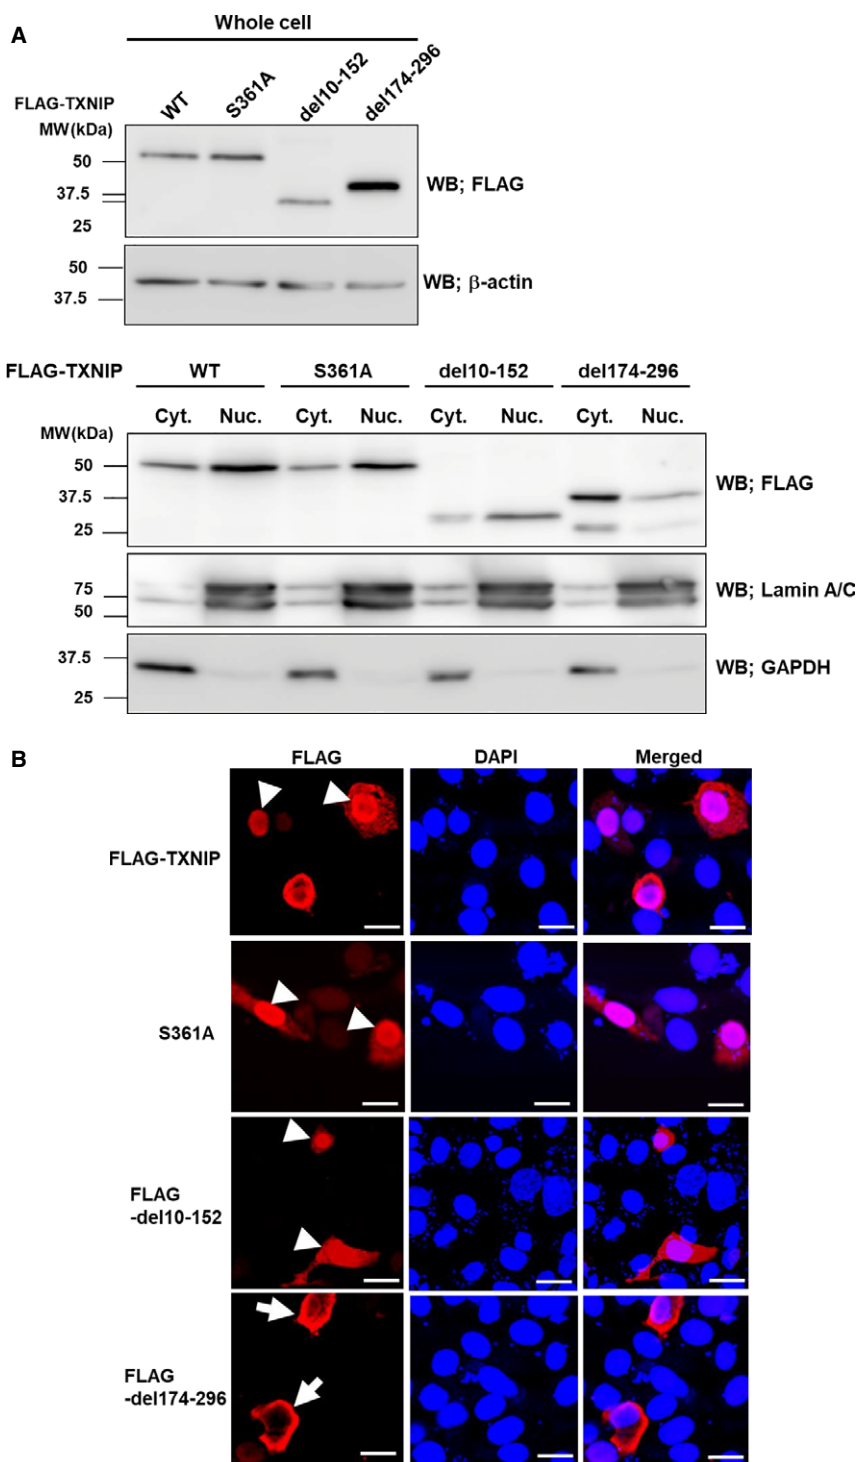 A
Whole cell
FLAG-TXNIP WT S361A del10-152 del174-296
MW(kDa)
50
37.5
25
WB; FLAG
50
37.5
WB; β-actin
FLAG-TXNIP WT S361A del10-152 del174-296
Cyt. Nuc. Cyt. Nuc. Cyt. Nuc. Cyt. Nuc.
MW(kDa)
50
37.5
25
WB; FLAG
75
50
WB; Lamin A/C
37.5
25
WB; GAPDH
B
FLAG DAPI Merged
FLAG-TXNIP
S361A
FLAG
-del10-152
FLAG
-del174-296